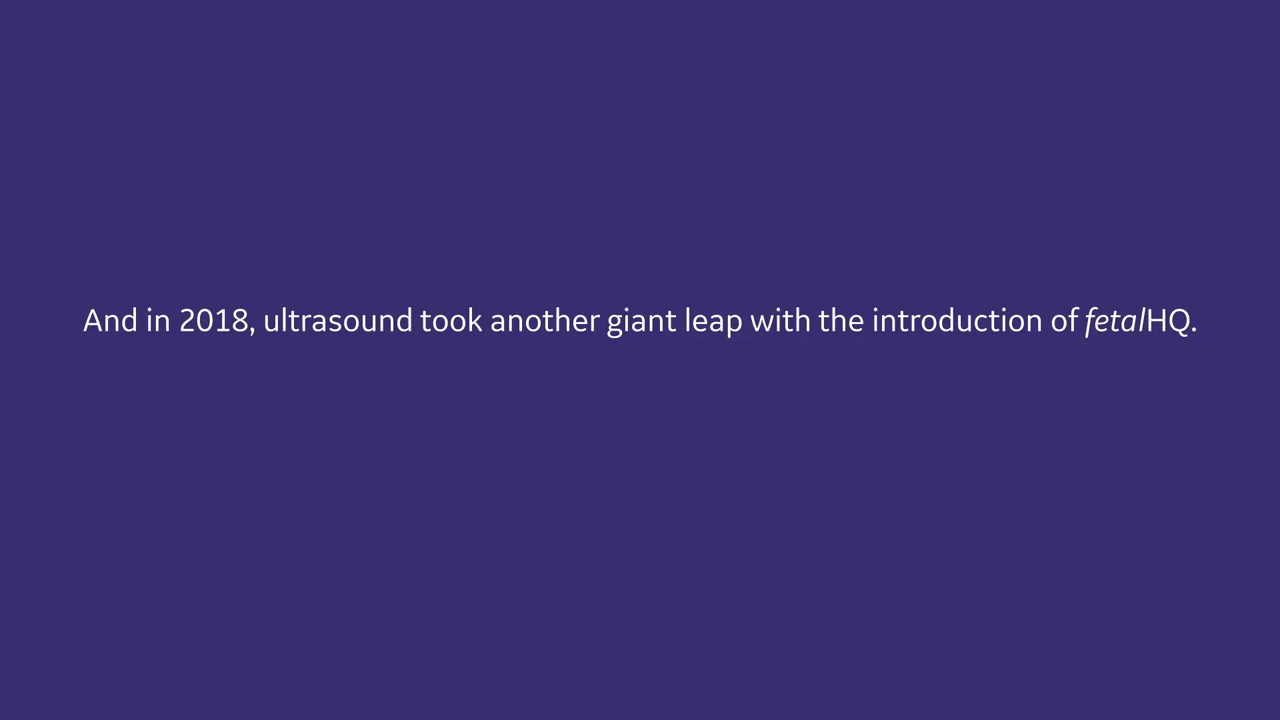 And in 2018, ultrasound took another giant leap with the introduction of fetalHQ.